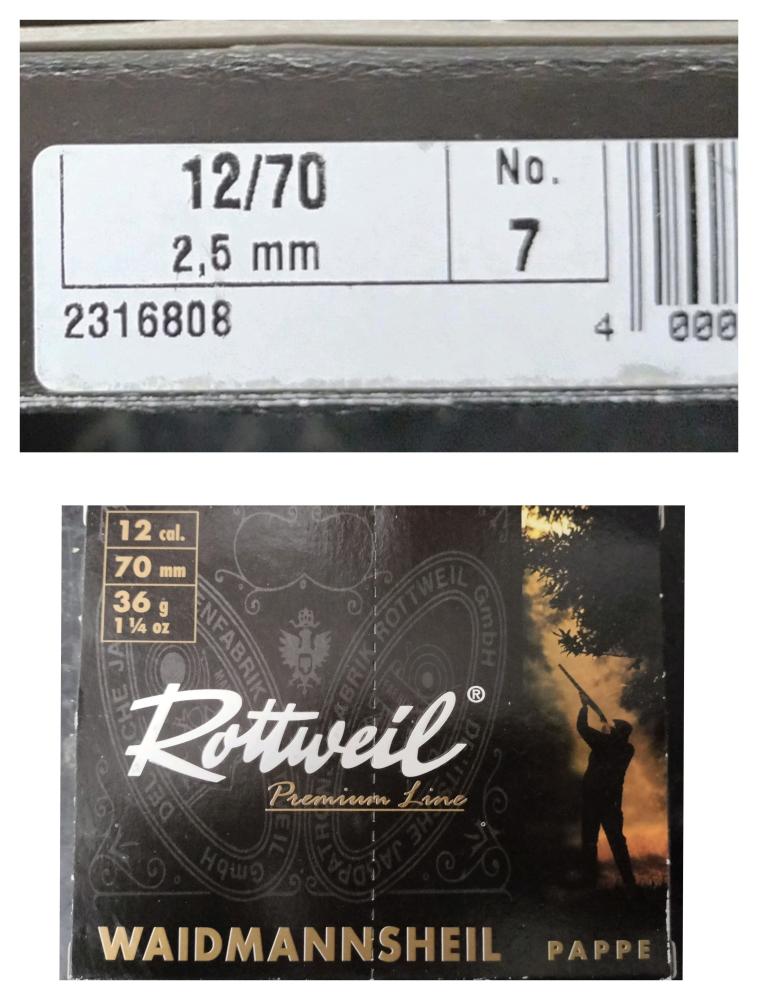 12/70
2,5 mm
No.
7
2316808
4 000
12 cal.
70 mm
36 g
1 ¼ oz
Rottweil®
Premium Line
WAIDMANNSHEIL PAPPE